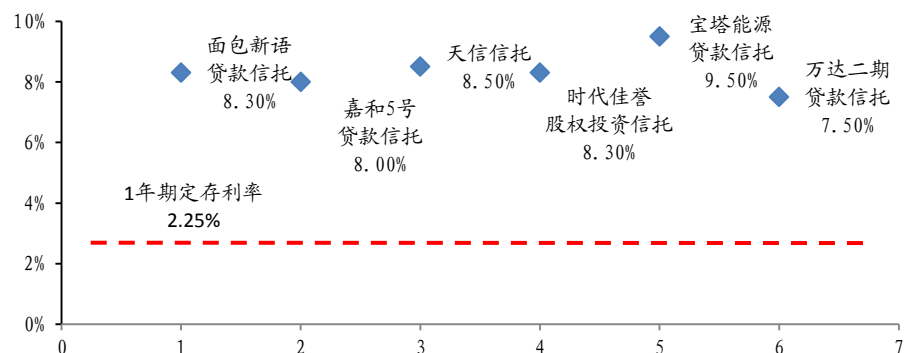 10%
8%
6%
4%
2%
0%
面包新语
贷款信托
8.30%
嘉和5号
贷款信托
8.00%
天信信托
8.50%
时代佳誉
股权投资信托
8.30%
宝塔能源
贷款信托
9.50%
万达二期
贷款信托
7.50%
1年期定存利率
2.25%
0 1 2 3 4 5 6 7